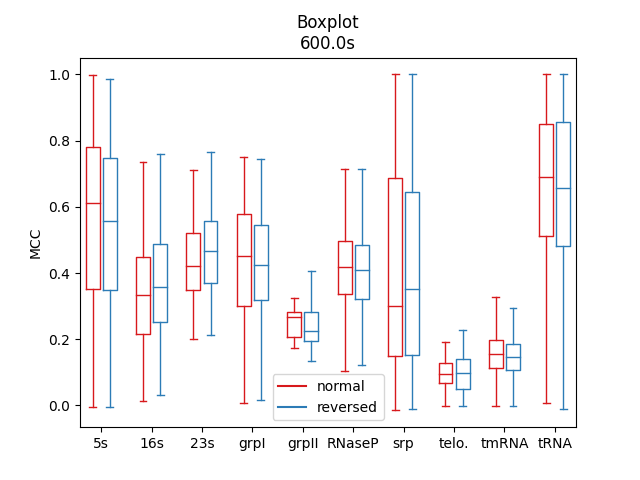 Boxplot
600.0s
MCC
1.0
0.8
0.6
0.4
0.2
0.0
normal
reversed
5s 16s 23s grpI grpII RNaseP srp telo. tmRNA tRNA